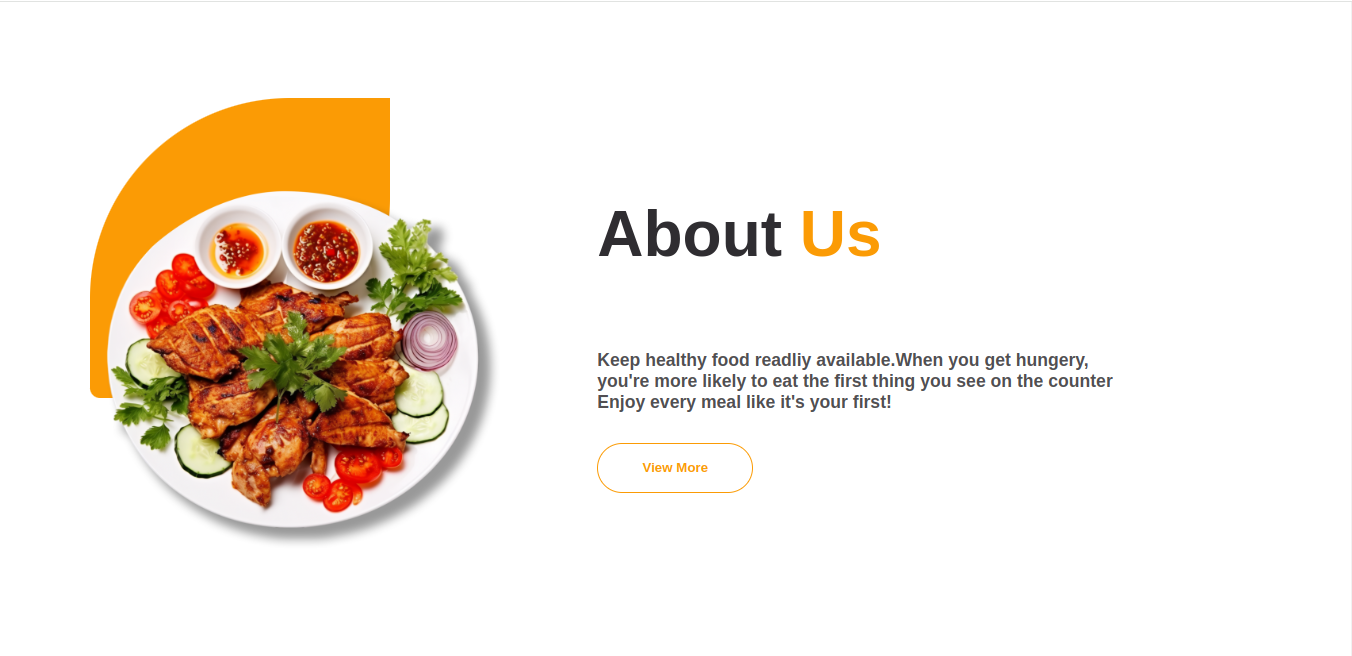 About Us
Keep healthy food readliy available.When you get hungery,
you're more likely to eat the first thing you see on the counter
Enjoy every meal like it's your first!
View More